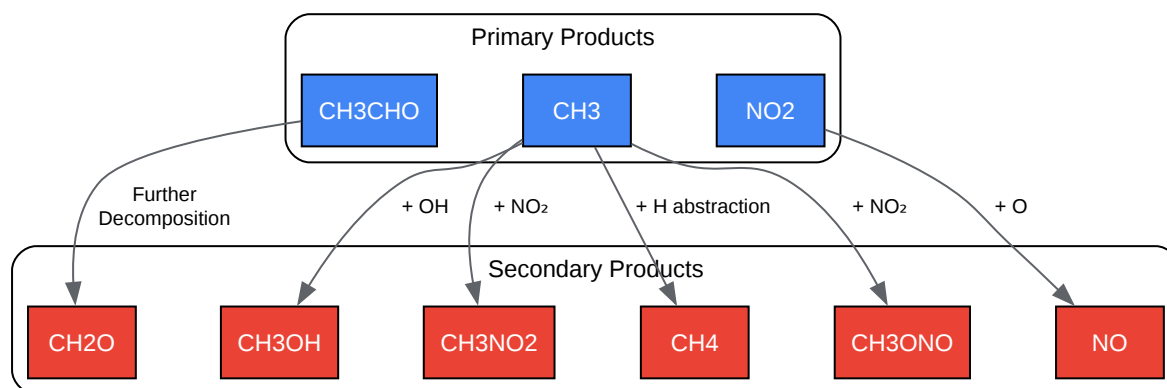 Primary Products
CH3CHO
CH3
NO2
Further
Decomposition
+ OH
+ NO₂
+ H abstraction
+ NO₂
+ O
Secondary Products
CH2O
CH3OH
CH3NO2
CH4
CH3ONO
NO